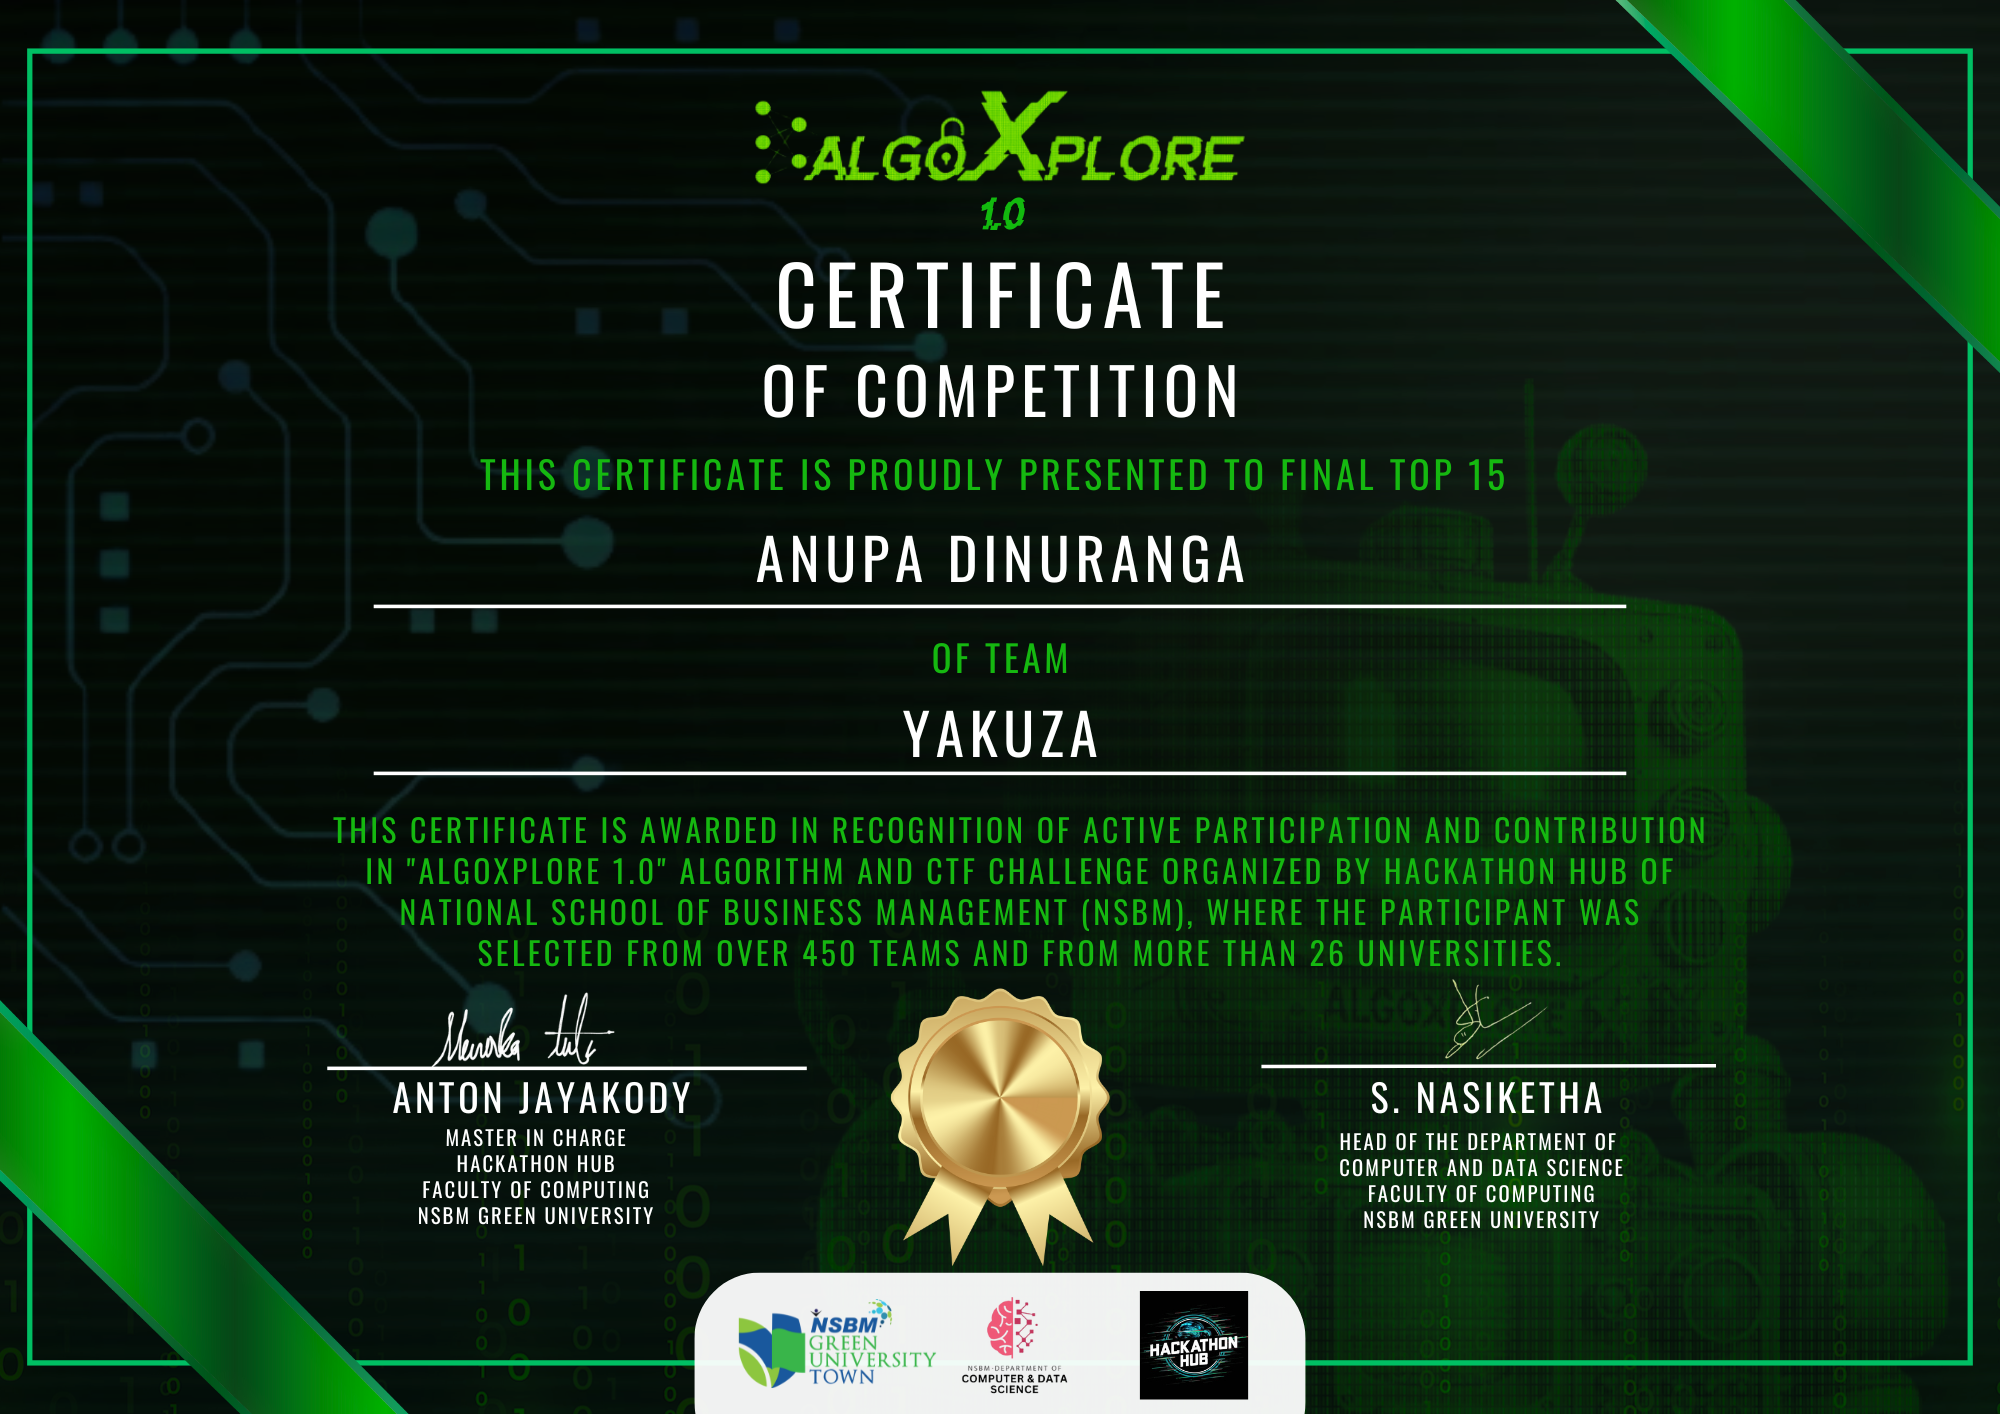 ALGOXPLORE
1.0
CERTIFICATE
OF COMPETITION
THIS CERTIFICATE IS PROUDLY PRESENTED TO FINAL TOP 15
ANUPA DINURANGA
OF TEAM
YAKUZA
THIS CERTIFICATE IS AWARDED IN RECOGNITION OF ACTIVE PARTICIPATION AND CONTRIBUTION
IN "ALGOXPLORE 1.0" ALGORITHM AND CTF CHALLENGE ORGANIZED BY HACKATHON HUB OF
NATIONAL SCHOOL OF BUSINESS MANAGEMENT (NSBM), WHERE THE PARTICIPANT WAS
SELECTED FROM OVER 450 TEAMS AND FROM MORE THAN 26 UNIVERSITIES.
ANTON JAYAKODY
MASTER IN CHARGE
HACKATHON HUB
FACULTY OF COMPUTING
NSBM GREEN UNIVERSITY
S. NASIKETHA
HEAD OF THE DEPARTMENT OF
COMPUTER AND DATA SCIENCE
FACULTY OF COMPUTING
NSBM GREEN UNIVERSITY
NSBM
GREEN
UNIVERSITY
TOWN
NSBM-DEPARTMENT OF
COMPUTER & DATA
SCIENCE
HACKATHON
HUB